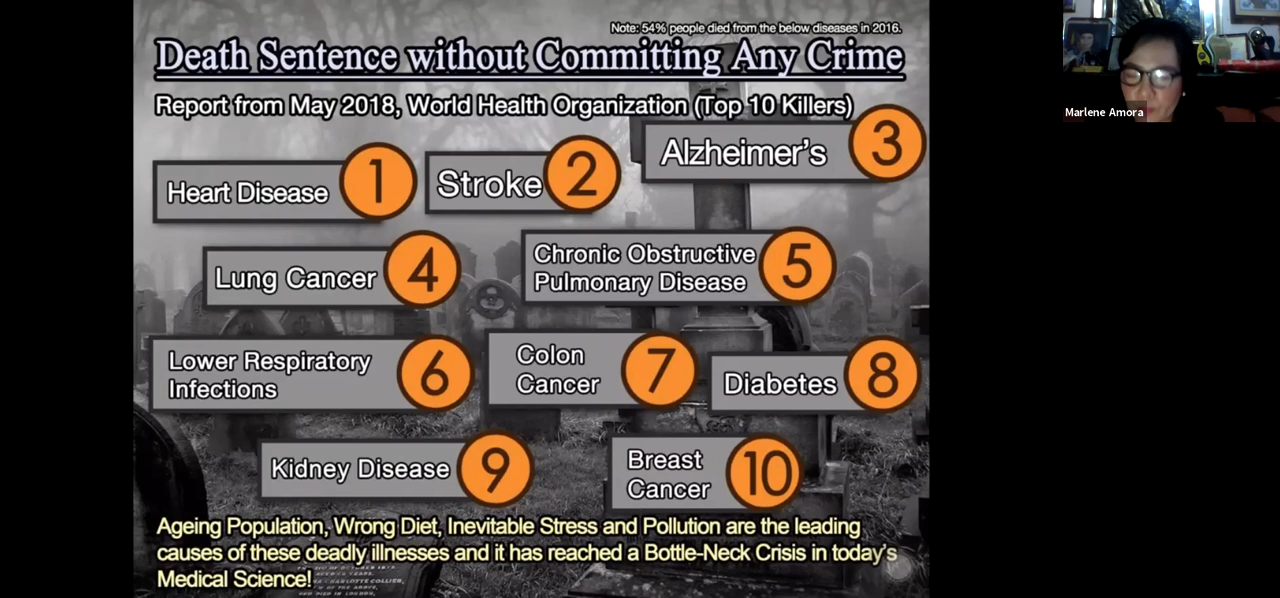 Note: 54% people died from the below diseases in 2016.
Death Sentence without Committing Any Crime
Report from May 2018, World Health Organization (Top 10 Killers)
Heart Disease 1
Stroke 2
Alzheimer's 3
Lung Cancer 4
Chronic Obstructive
Pulmonary Disease 5
Lower Respiratory
Infections 6
Colon
Cancer 7
Diabetes 8
Kidney Disease 9
Breast
Cancer 10
Ageing Population, Wrong Diet, Inevitable Stress and Pollution are the leading
causes of these deadly illnesses and it has reached a Bottle-Neck Crisis in today's
Medical Science!
CHARLOTTE COLLIER,
Marlene Amora